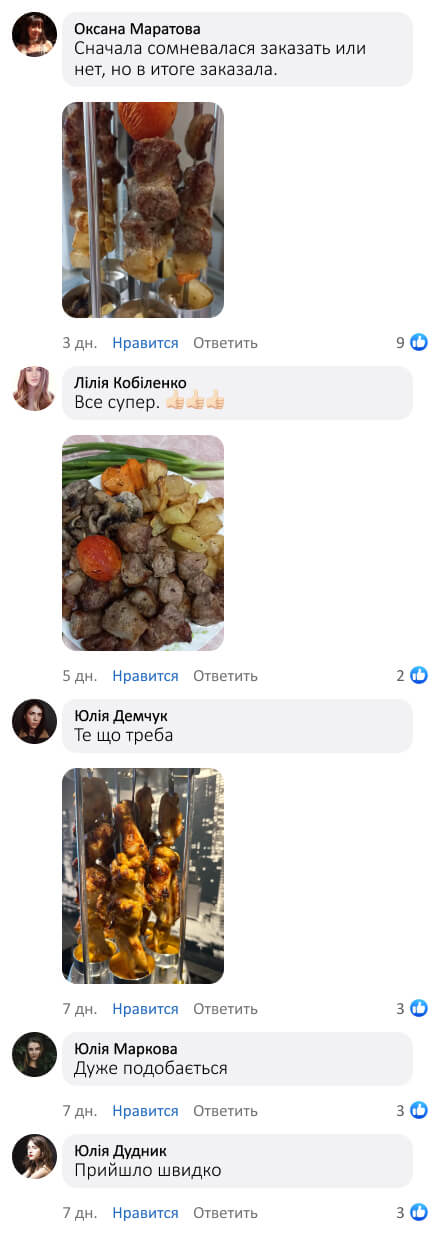 Оксана Маратова
Сначала сомневалася заказать или
нет, но в итоге заказала.
3 дн. Нравится Ответить 9
Лілія Кобіленко
Все супер. 👍🏻👍🏻👍🏻
5 дн. Нравится Ответить 2
Юлія Демчук
Те що треба
7 дн. Нравится Ответить 3
Юлія Маркова
Дуже подобається
7 дн. Нравится Ответить 3
Юлія Дудник
Прийшло швидко
7 дн. Нравится Ответить 3